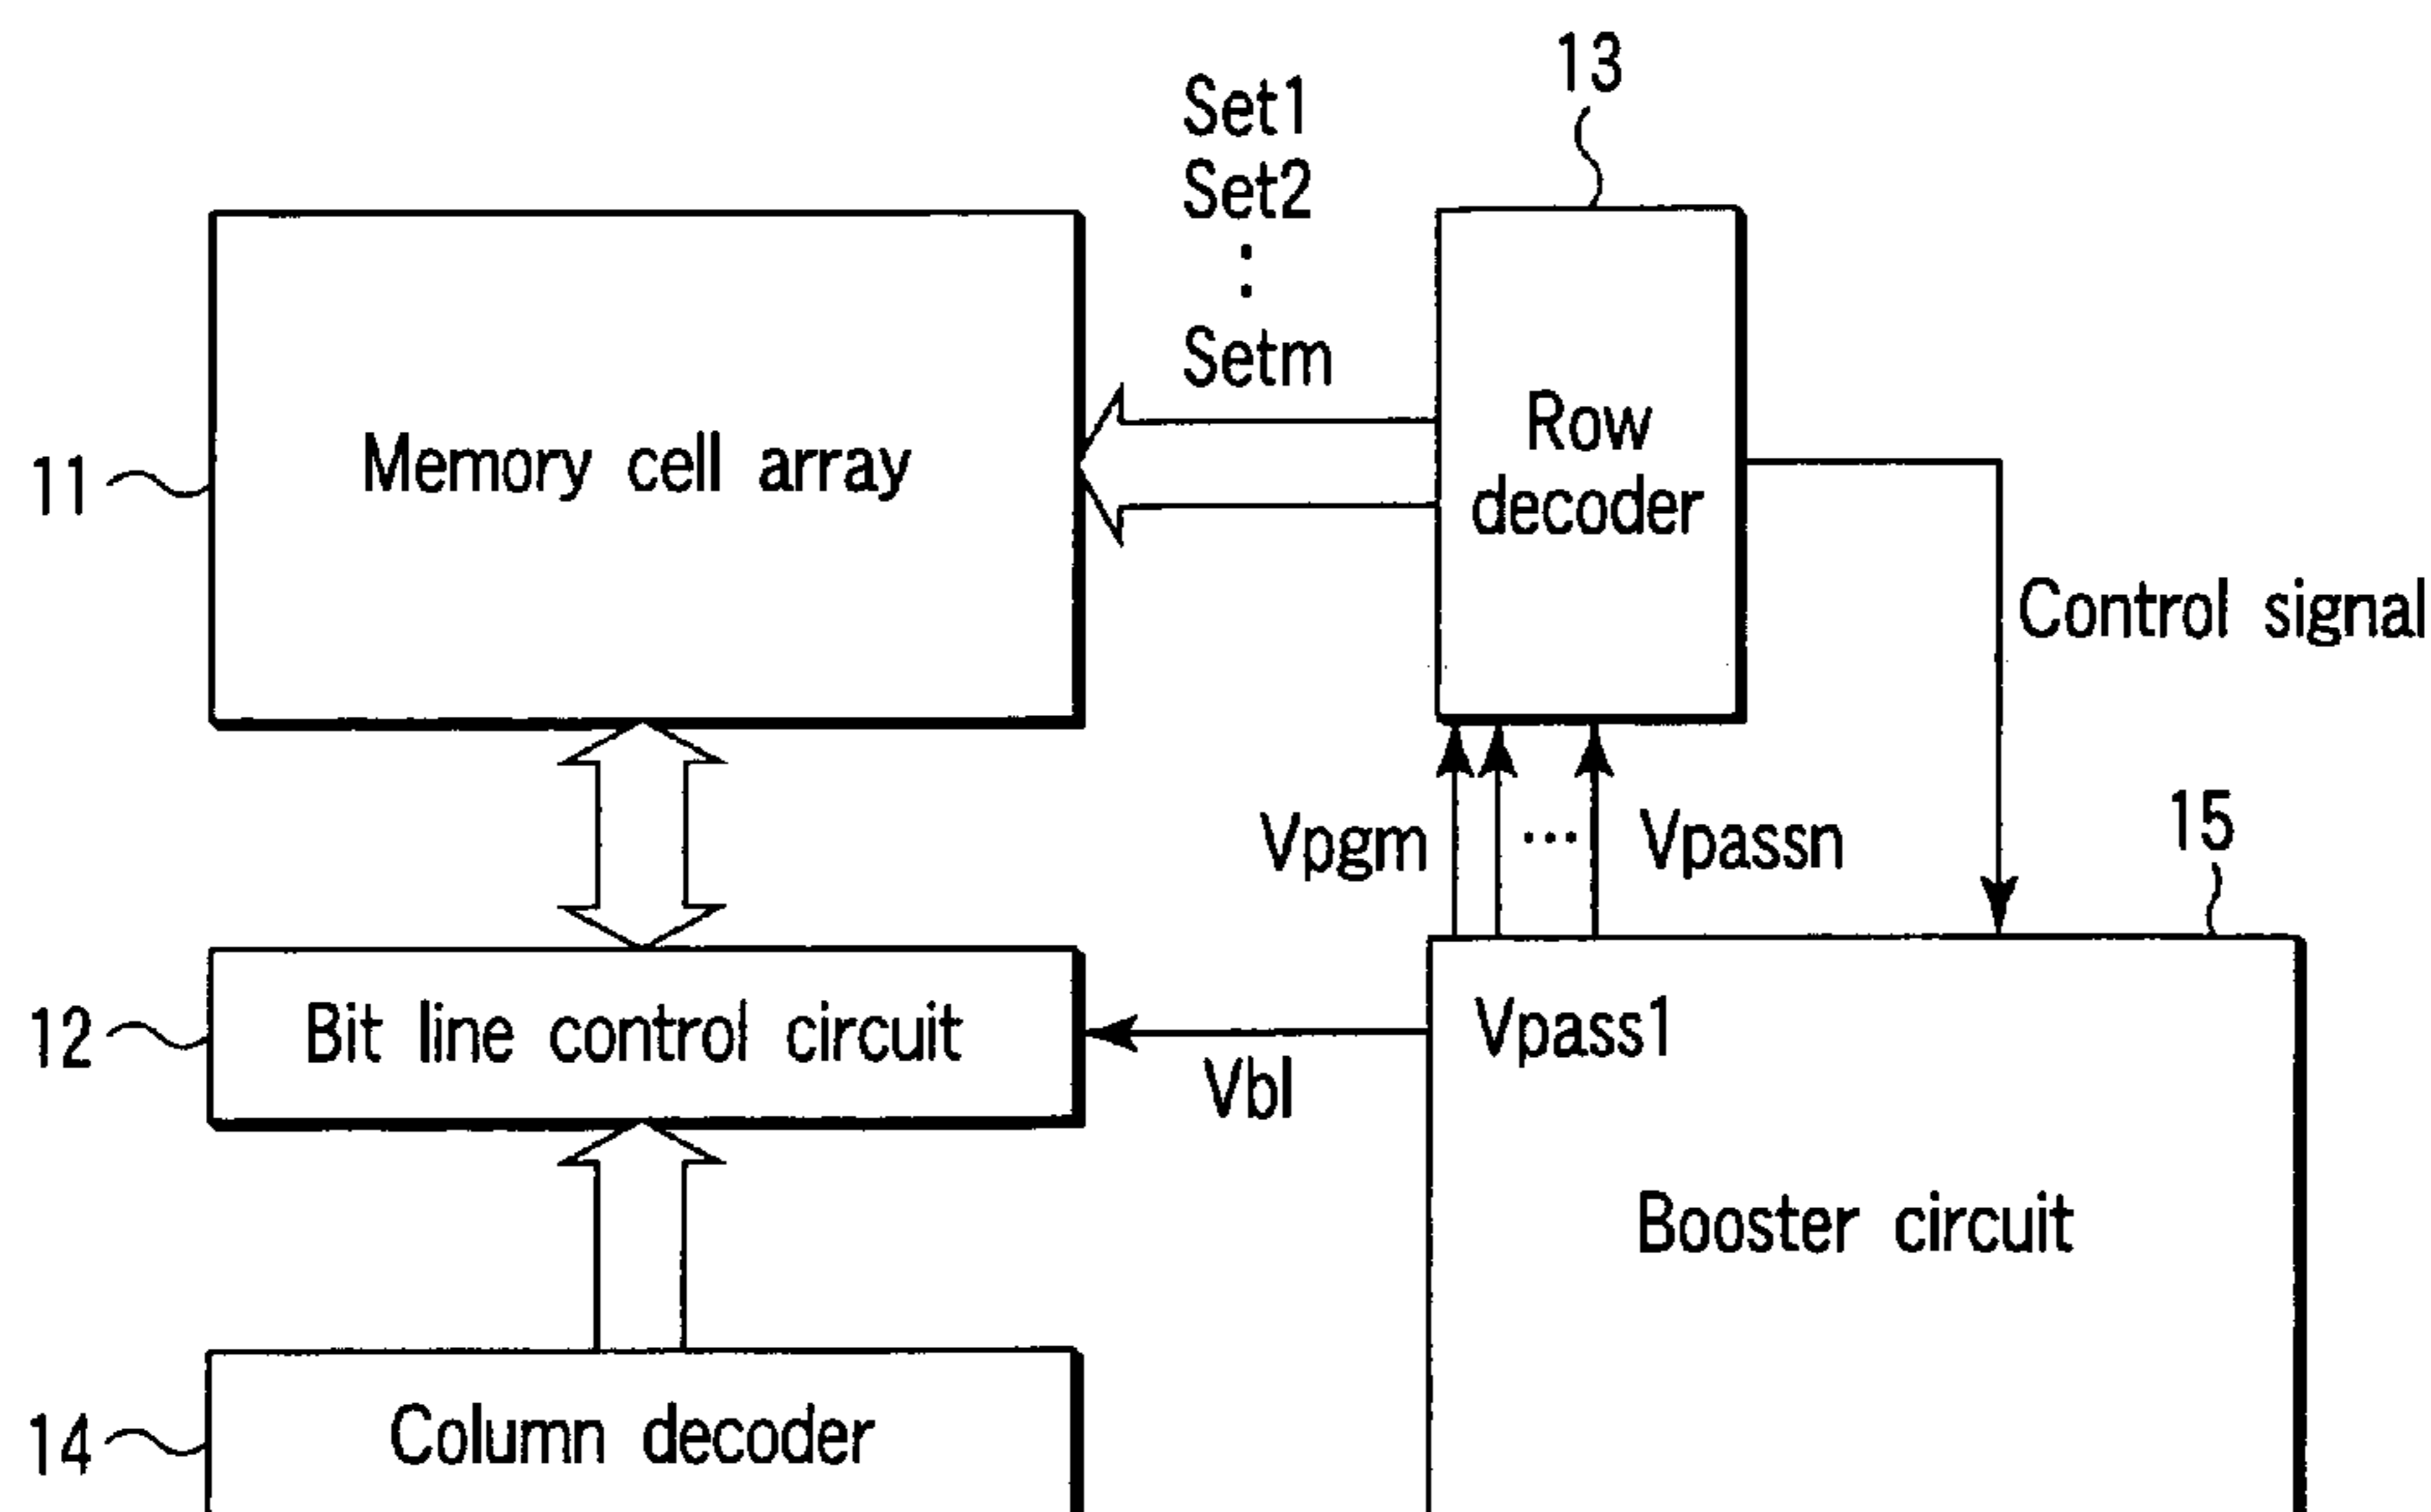 13
Set1
Set2
:
Setm
Memory cell array
11
Row
decoder
Control signal
Vpgm
...
Vpassn
15
12
Bit line control circuit
Vbl
Vpass1
Booster circuit
14
Column decoder